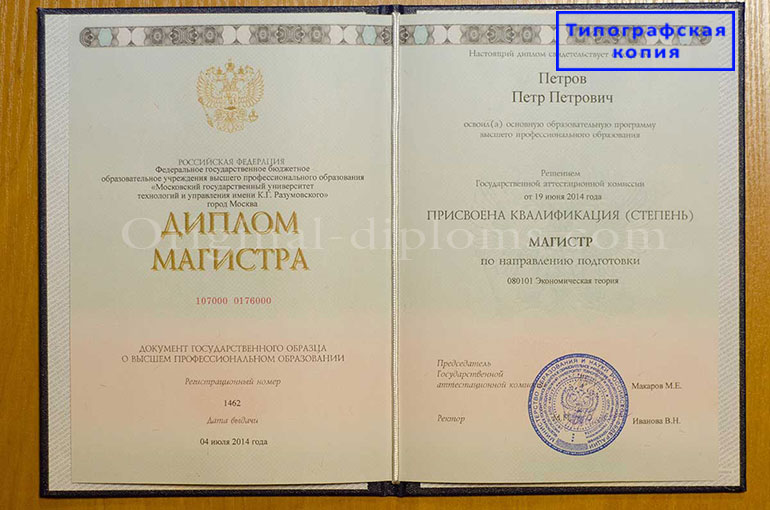 РОССИЙСКАЯ ФЕДЕРАЦИЯ
Федеральное государственное бюджетное
образовательное учреждения высшего профессионального образования
«Московский государственный университет
технологий и управления имени К.Г. Разумовского»
город Москва
ДИПЛОМ
МАГИСТРА
107000 0176000
ДОКУМЕНТ ГОСУДАРСТВЕННОГО ОБРАЗЦА
О ВЫСШЕМ ПРОФЕССИОНАЛЬНОМ ОБРАЗОВАНИИ
Регистрационный номер
1462
Дата выдачи
04 июля 2014 года
Original-diploms.com
Типографская
копия
Настоящий диплом свидетельствует
Петров
Петр Петрович
освоил(а) основную образовательную программу
высшего профессионального образования
Решением
Государственной аттестационной комиссии
от 19 июня 2014 года
ПРИСВОЕНА КВАЛИФИКАЦИЯ (СТЕПЕНЬ)
МАГИСТР
по направлению подготовки
080101 Экономическая теория
Председатель
Государственной
аттестационной
Макаров М.Е.
Ректор
Иванова В.Н.